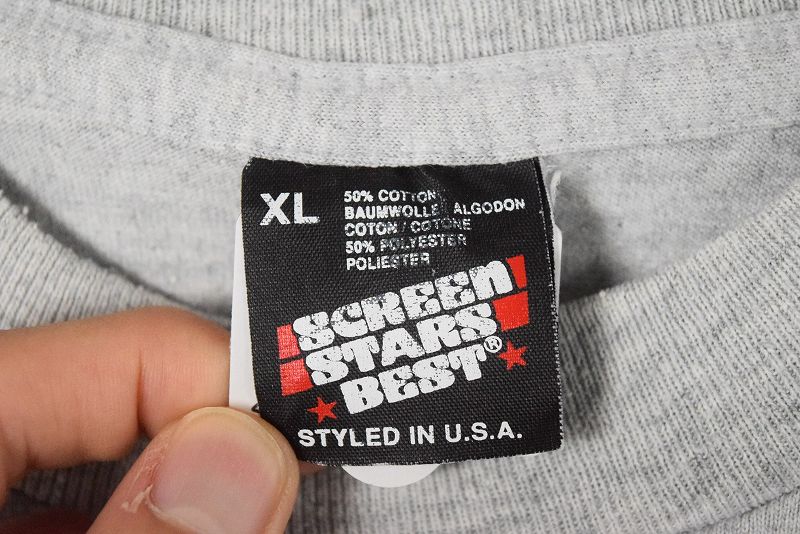 XL
50% COTTON
BAUMWOLLE/ALGODON
COTON/COTONE
50% POLYESTER
POLIESTER
SCREEN
STARS
BEST®
STYLED IN U.S.A.